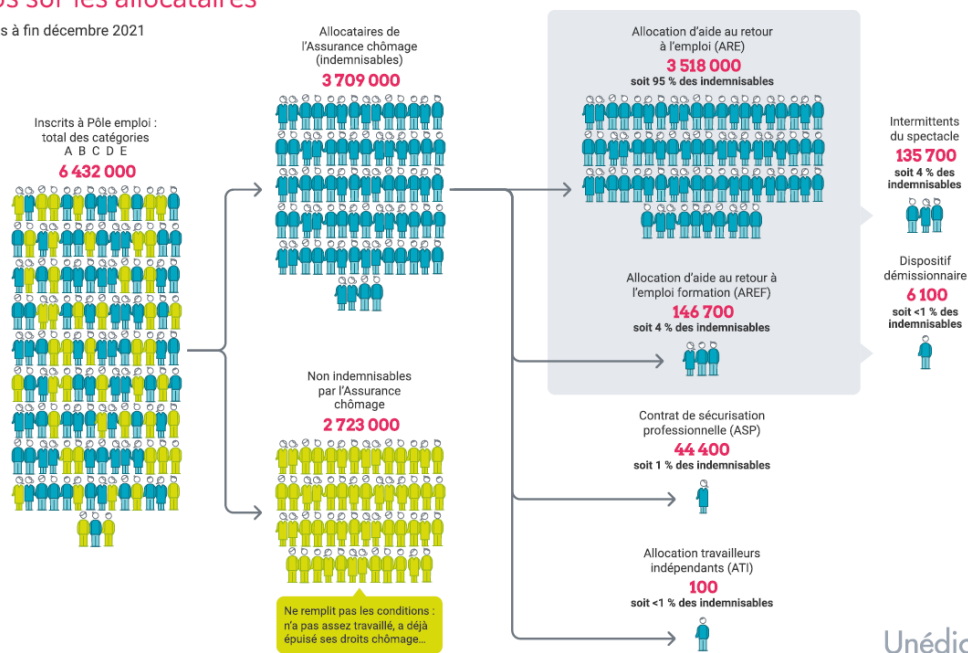 sur les allocataires
à fin décembre 2021
Inscrits à Pôle emploi :
total des catégories
A B C D E
6 432 000
Allocataires de
l'Assurance chômage
(indemnisables)
3 709 000
Non indemnisables
par l'Assurance
chômage
2 723 000
Ne remplit pas les conditions :
n'a pas assez travaillé, a déjà
épuisé ses droits chômage...
Allocation d'aide au retour
à l'emploi (ARE)
3 518 000
soit 95 % des indemnisables
Allocation d'aide au retour à
l'emploi formation (AREF)
146 700
soit 4 % des indemnisables
Contrat de sécurisation
professionnelle (ASP)
44 400
soit 1 % des indemnisables
Allocation travailleurs
indépendants (ATI)
100
soit <1 % des indemnisables
Intermittents
du spectacle
135 700
soit 4 % des
indemnisables
Dispositif
démissionnaire
6 100
soit <1 % des
indemnisables
Unédic